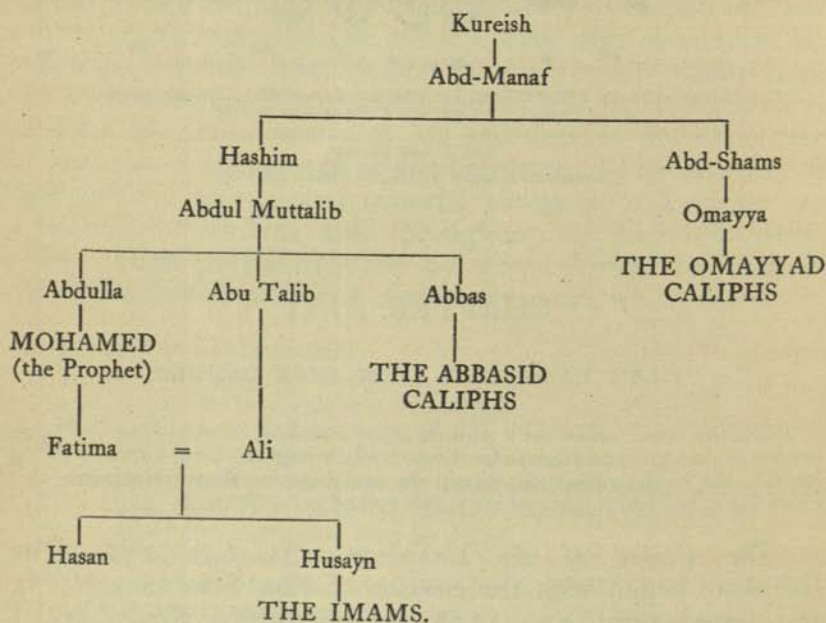 Kureish
Abd-Manaf
Hashim Abd-Shams
Abdul Muttalib Omayya
THE OMAYYAD
CALIPHS
Abdulla Abu Talib Abbas
MOHAMED
(the Prophet)
THE ABBASID
CALIPHS
Fatima = Ali
Hasan Husayn
THE IMAMS.